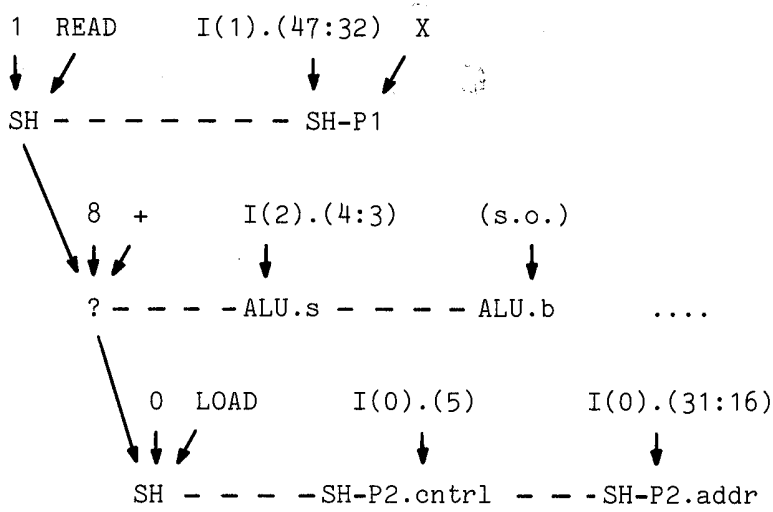 1 READ I(1).(47:32) X
SH - - - - - - - - SH-P1
8 + I(2).(4:3) (s.o.)
? - - - - ALU.s - - - - ALU.b ....
0 LOAD I(0).(5) I(0).(31:16)
SH - - - - SH-P2.cntrl - - - SH-P2.addr